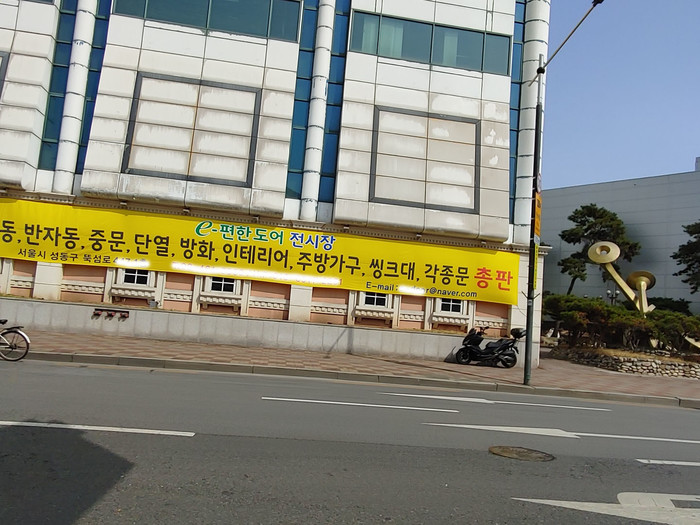 e-편한도어 전시장
동, 반자동, 중문, 단열, 방화, 인테리어, 주방가구, 씽크대, 각종문 총판
서울시 성동구 뚝섬로
E-mail: @naver.com